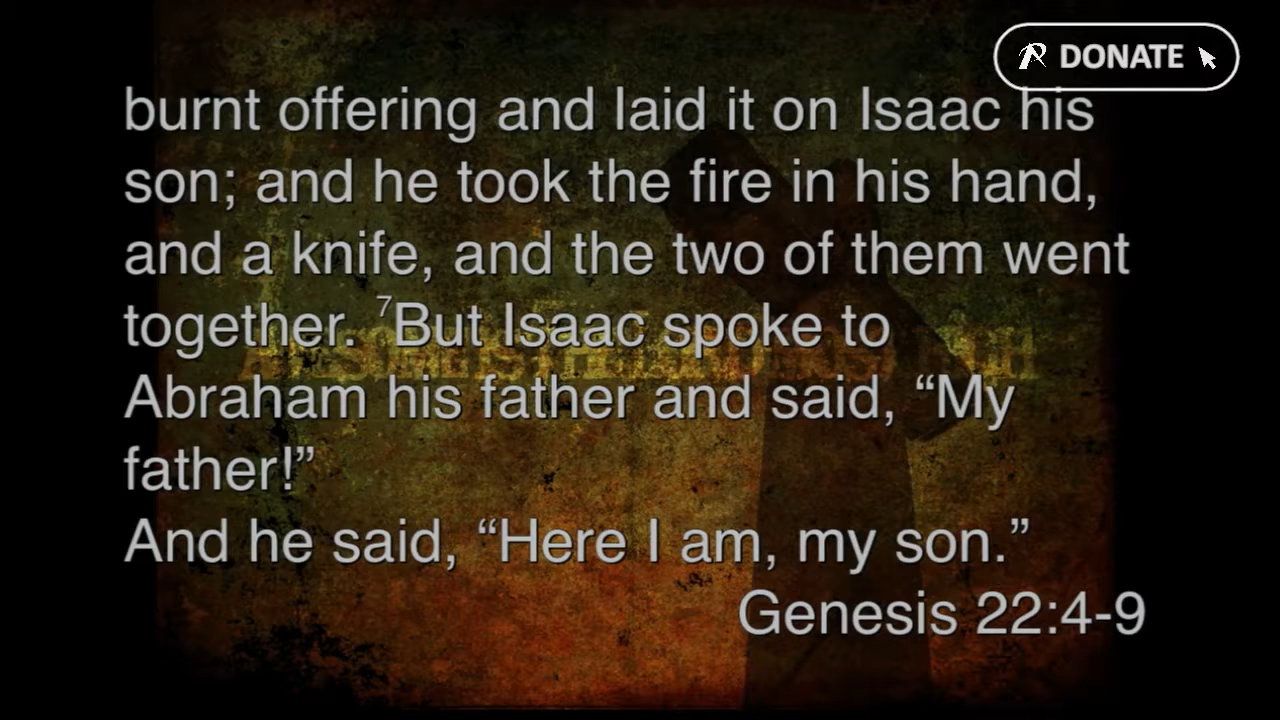 DONATE
burnt offering and laid it on Isaac his
son; and he took the fire in his hand,
and a knife, and the two of them went
together. ⁷But Isaac spoke to
Abraham his father and said, “My
father!”
And he said, “Here I am, my son.”
Genesis 22:4-9